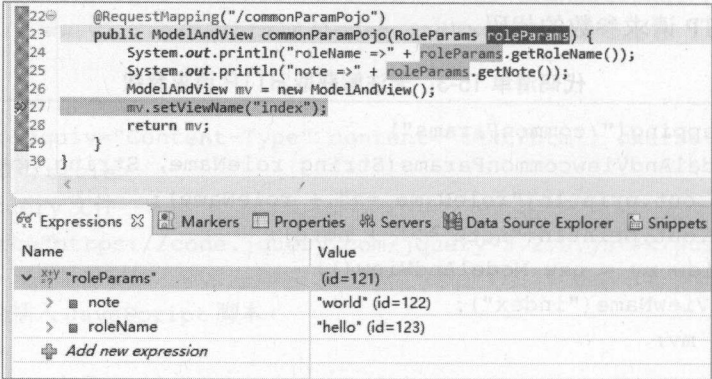 22 @RequestMapping("/commonParamPojo")
23 public ModelAndView commonParamPojo(RoleParams roleParams) {
24 System.out.println("roleName =>" + roleParams.getRoleName());
25 System.out.println("note =>" + roleParams.getNote());
26 ModelAndView mv = new ModelAndView();
27 mv.setViewName("index");
28 return mv;
29 }
30 }
Expressions Markers Properties Servers Data Source Explorer Snippets
Name Value
"roleParams" (id=121)
note "world" (id=122)
roleName "hello" (id=123)
Add new expression